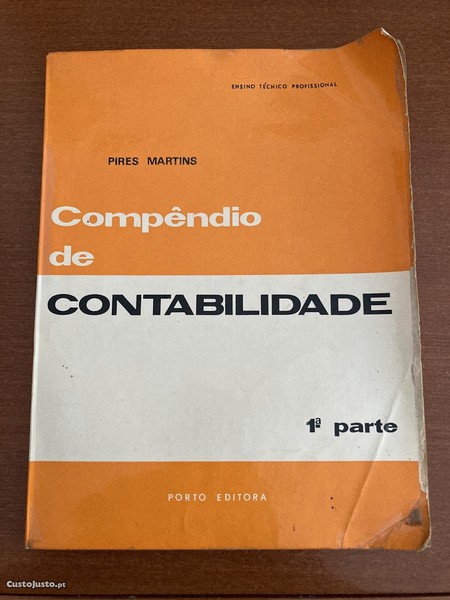 ENSINO TÉCNICO PROFISSIONAL
PIRES MARTINS
Compêndio
de
CONTABILIDADE
1ª parte
PORTO EDITORA
CustoJusto.pt